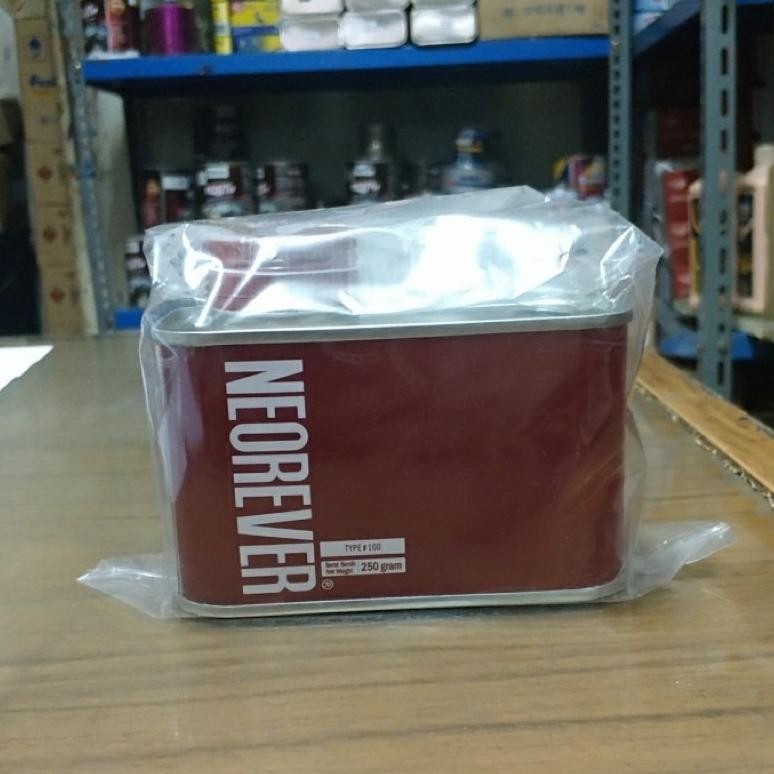 NEOREVER
TYPE#100
Berat Bersih
Net Weight
250 gram